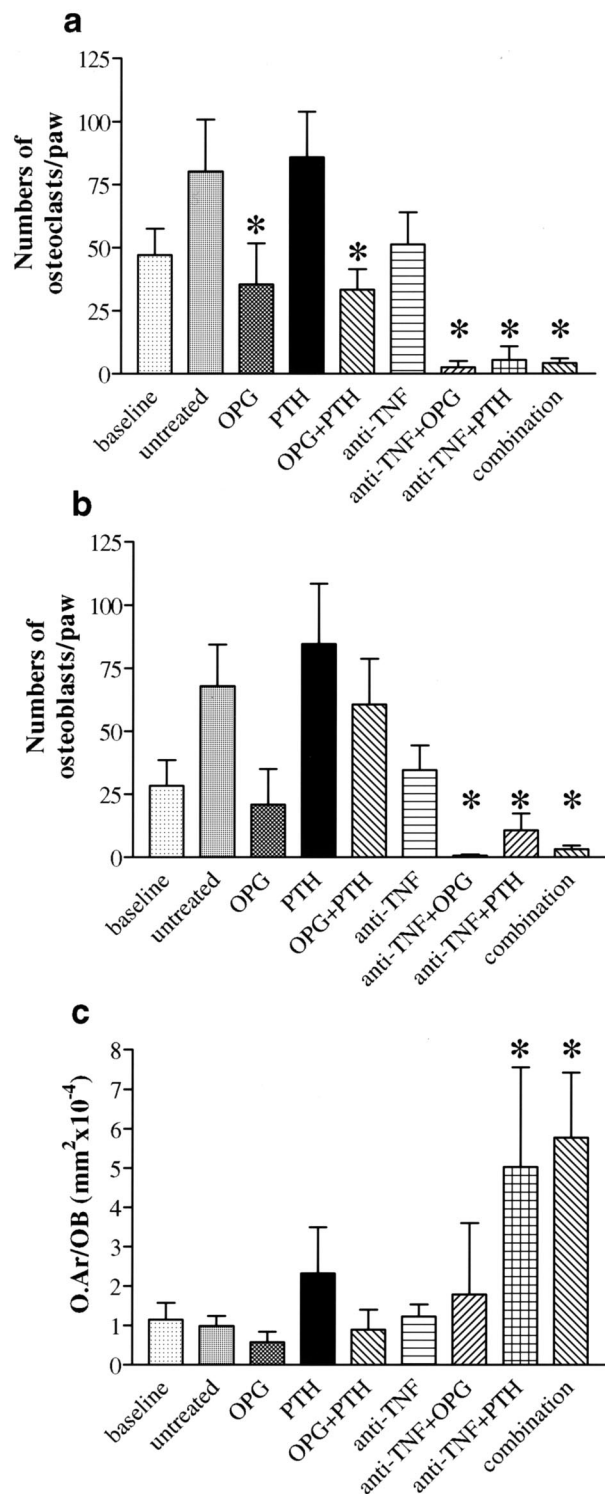 a
Numbers of
osteoclasts/paw
125
100
75
50
25
0
* * * * *
baseline
untreated
OPG
PTH
OPG+PTH
anti-TNF
anti-TNF+OPG
anti-TNF+PTH
combination
b
Numbers of
osteoblasts/paw
125
100
75
50
25
0
* * *
baseline
untreated
OPG
PTH
OPG+PTH
anti-TNF
anti-TNF+OPG
anti-TNF+PTH
combination
c
O.Ar/OB (mm²x10⁻⁴)
8
7
6
5
4
3
2
1
0
* *
baseline
untreated
OPG
PTH
OPG+PTH
anti-TNF
anti-TNF+OPG
anti-TNF+PTH
combination